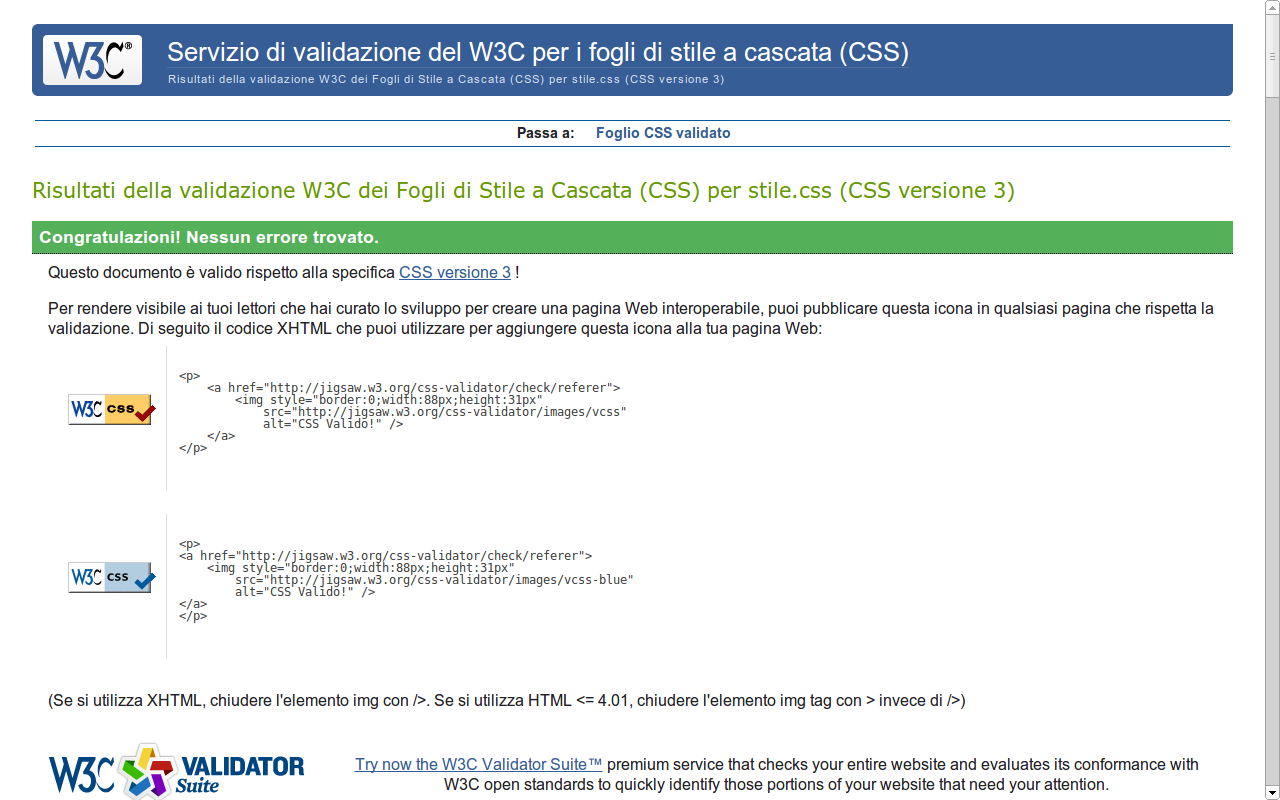 W3C®
Servizio di validazione del W3C per i fogli di stile a cascata (CSS)
Risultati della validazione W3C dei Fogli di Stile a Cascata (CSS) per stile.css (CSS versione 3)
Passa a: Foglio CSS validato
Risultati della validazione W3C dei Fogli di Stile a Cascata (CSS) per stile.css (CSS versione 3)
Congratulazioni! Nessun errore trovato.
Questo documento è valido rispetto alla specifica CSS versione 3 !
Per rendere visibile ai tuoi lettori che hai curato lo sviluppo per creare una pagina Web interoperabile, puoi pubblicare questa icona in qualsiasi pagina che rispetta la
validazione. Di seguito il codice XHTML che puoi utilizzare per aggiungere questa icona alla tua pagina Web:
W3C css
<p>
<a href="http://jigsaw.w3.org/css-validator/check/referer">
<img style="border:0;width:88px;height:31px"
src="http://jigsaw.w3.org/css-validator/images/vcss"
alt="CSS Valido!" />
</a>
</p>
W3C css
<p>
<a href="http://jigsaw.w3.org/css-validator/check/referer">
<img style="border:0;width:88px;height:31px"
src="http://jigsaw.w3.org/css-validator/images/vcss-blue"
alt="CSS Valido!" />
</a>
</p>
(Se si utilizza XHTML, chiudere l'elemento img con />. Se si utilizza HTML <= 4.01, chiudere l'elemento img tag con > invece di />)
W3C VALIDATOR Suite
Try now the W3C Validator Suite™ premium service that checks your entire website and evaluates its conformance with
W3C open standards to quickly identify those portions of your website that need your attention.